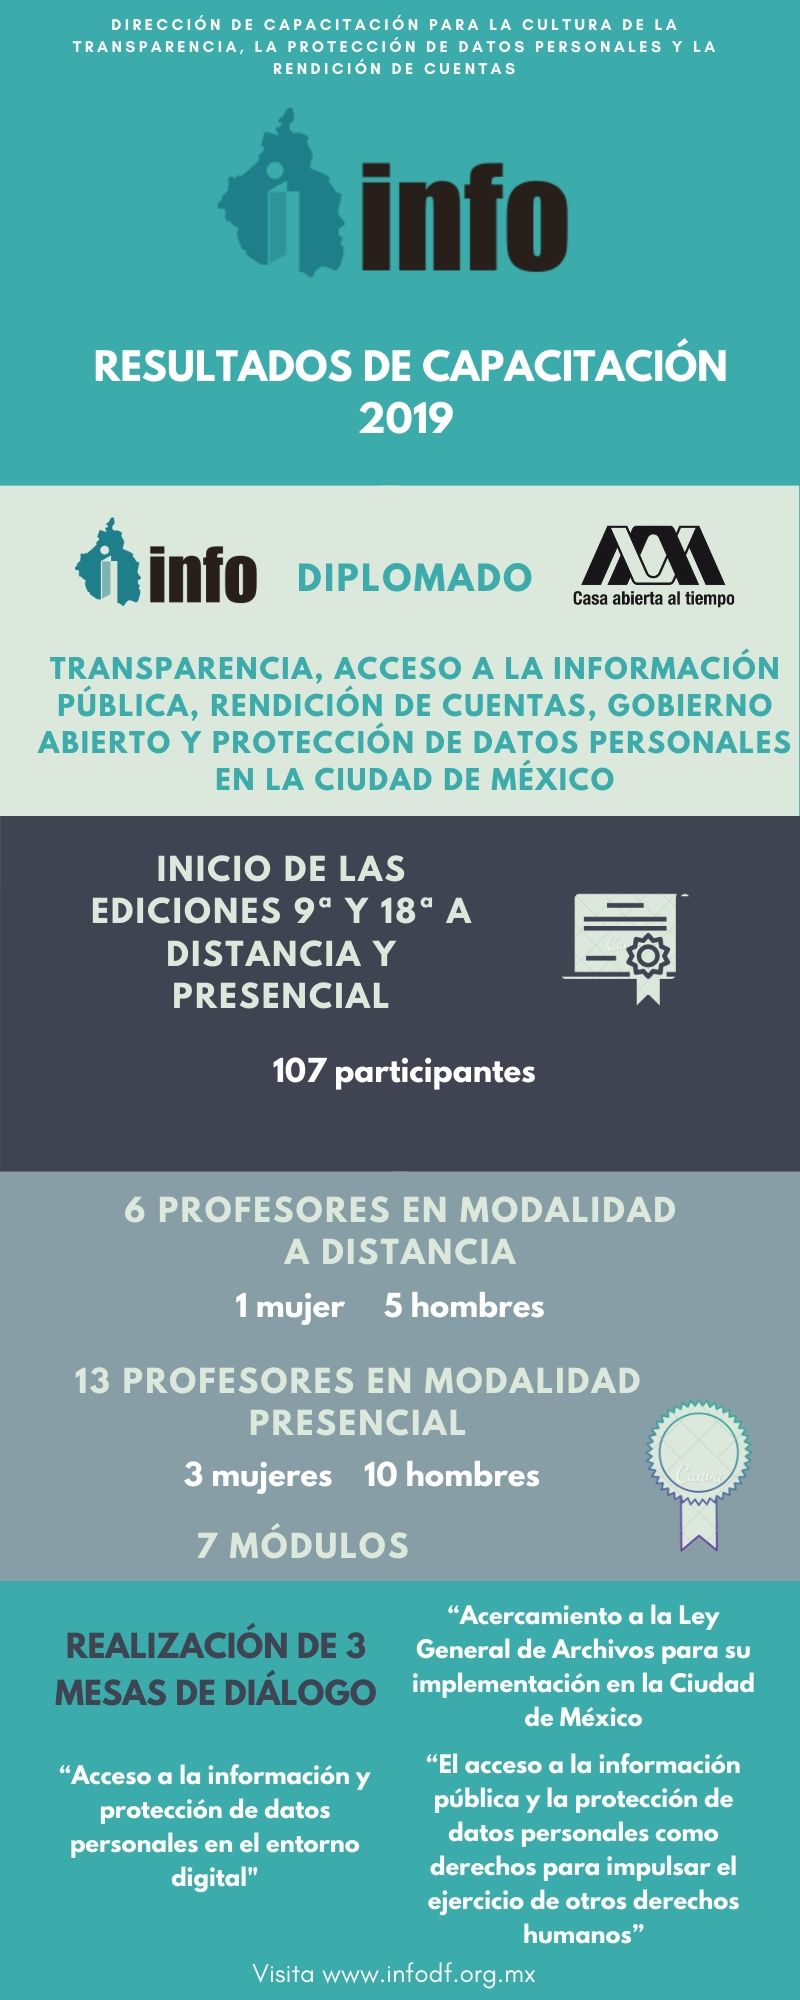 DIRECCIÓN DE CAPACITACIÓN PARA LA CULTURA DE LA
TRANSPARENCIA, LA PROTECCIÓN DE DATOS PERSONALES Y LA
RENDICIÓN DE CUENTAS
info
RESULTADOS DE CAPACITACIÓN
2019
info
DIPLOMADO
Casa abierta al tiempo
TRANSPARENCIA, ACCESO A LA INFORMACIÓN
PÚBLICA, RENDICIÓN DE CUENTAS, GOBIERNO
ABIERTO Y PROTECCIÓN DE DATOS PERSONALES
EN LA CIUDAD DE MÉXICO
INICIO DE LAS
EDICIONES 9ª Y 18ª A
DISTANCIA Y
PRESENCIAL
107 participantes
6 PROFESORES EN MODALIDAD
A DISTANCIA
1 mujer 5 hombres
13 PROFESORES EN MODALIDAD
PRESENCIAL
3 mujeres 10 hombres
Canva
7 MÓDULOS
REALIZACIÓN DE 3
MESAS DE DIÁLOGO
“Acceso a la información y
protección de datos
personales en el entorno
digital"
“Acercamiento a la Ley
General de Archivos para su
implementación en la Ciudad
de México
“El acceso a la información
pública y la protección de
datos personales como
derechos para impulsar el
ejercicio de otros derechos
humanos”
Visita www.infodf.org.mx